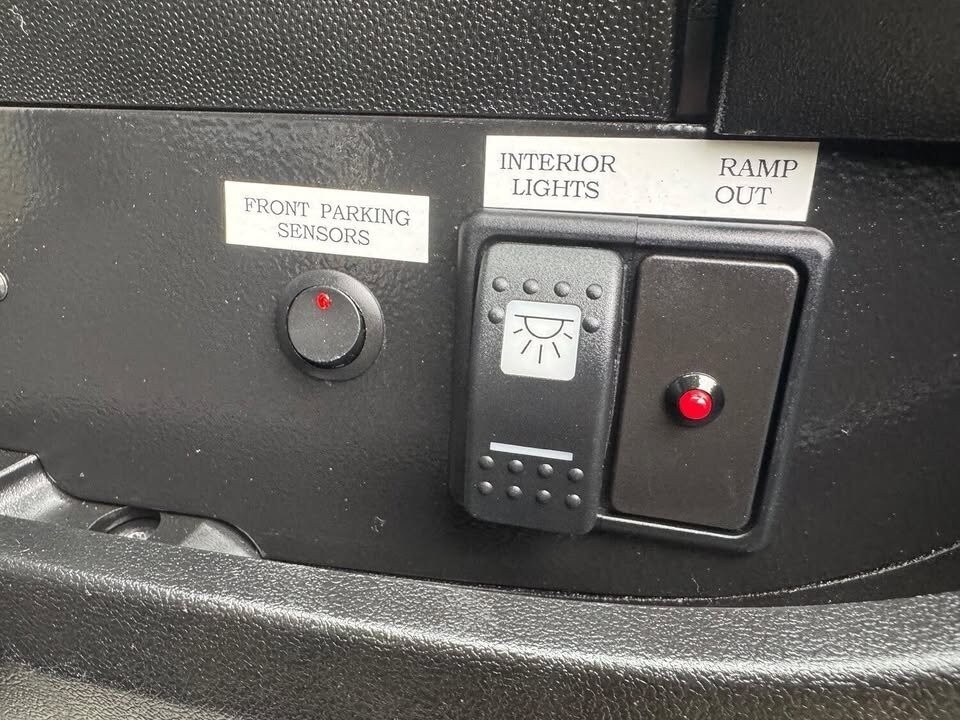 FRONT PARKING
SENSORS
INTERIOR
LIGHTS
RAMP
OUT